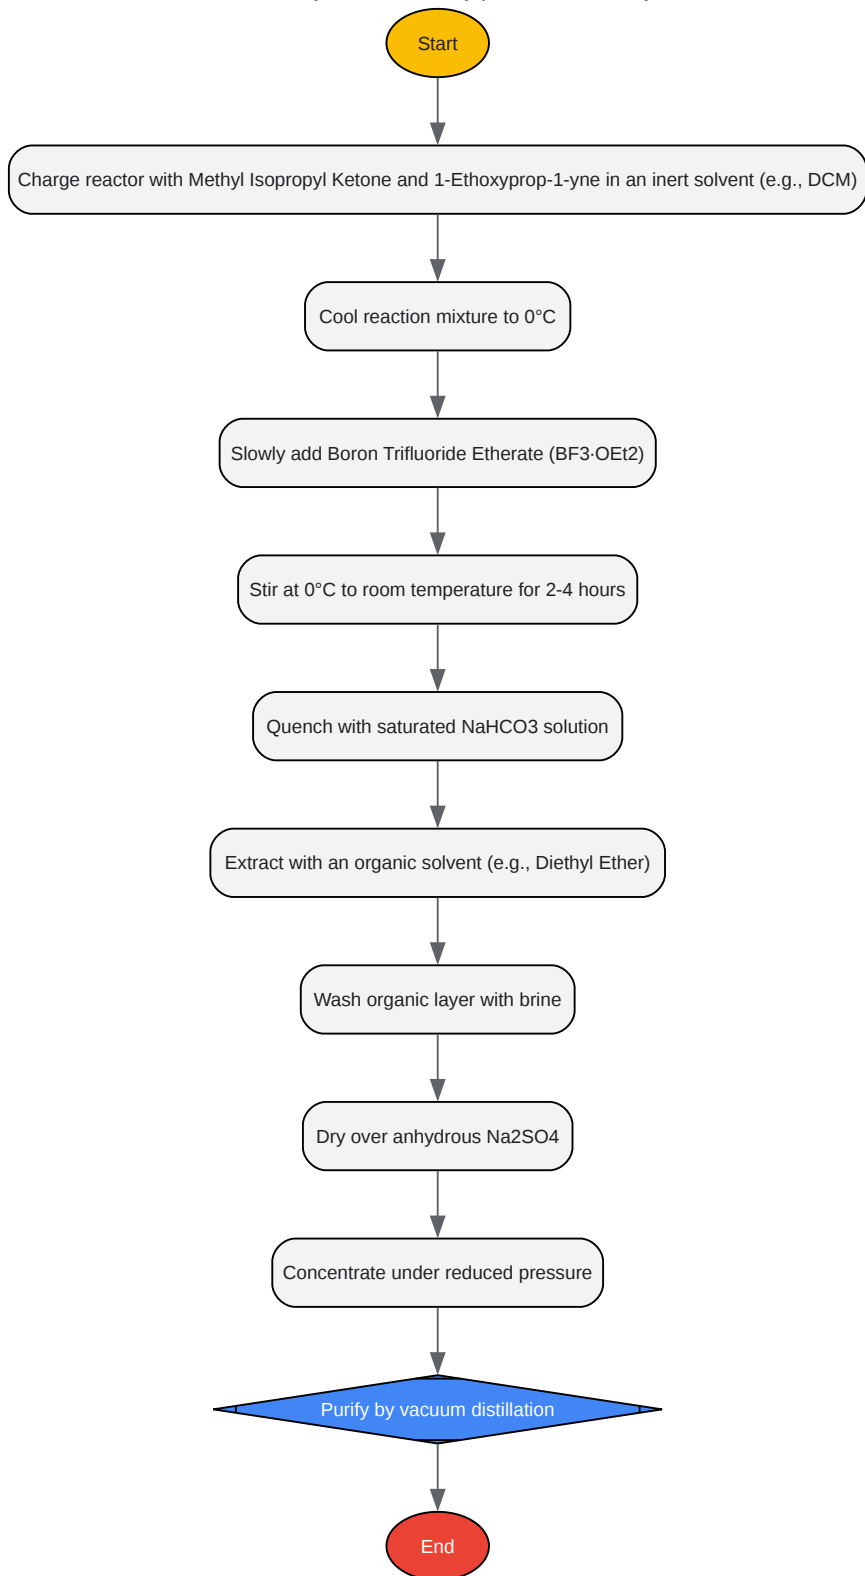 Start
Charge reactor with Methyl Isopropyl Ketone and 1-Ethoxyprop-1-yne in an inert solvent (e.g., DCM)
Cool reaction mixture to 0°C
Slowly add Boron Trifluoride Etherate (BF3·OEt2)
Stir at 0°C to room temperature for 2-4 hours
Quench with saturated NaHCO3 solution
Extract with an organic solvent (e.g., Diethyl Ether)
Wash organic layer with brine
Dry over anhydrous Na2SO4
Concentrate under reduced pressure
Purify by vacuum distillation
End